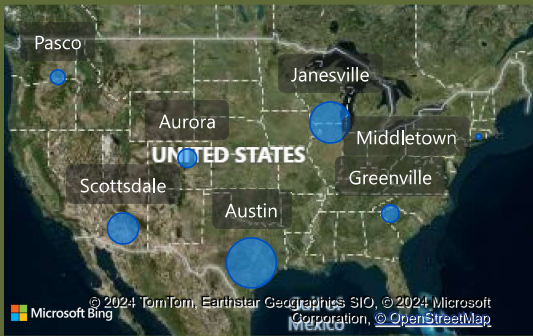 Pasco
Janesville
Aurora
Middletown
UNITED STATES
Scottsdale
Greenville
Austin
© 2024 TomTom, Earthstar Geographics SIO, © 2024 Microsoft
Microsoft Bing
Corporation, © OpenStreetMap
Mexico